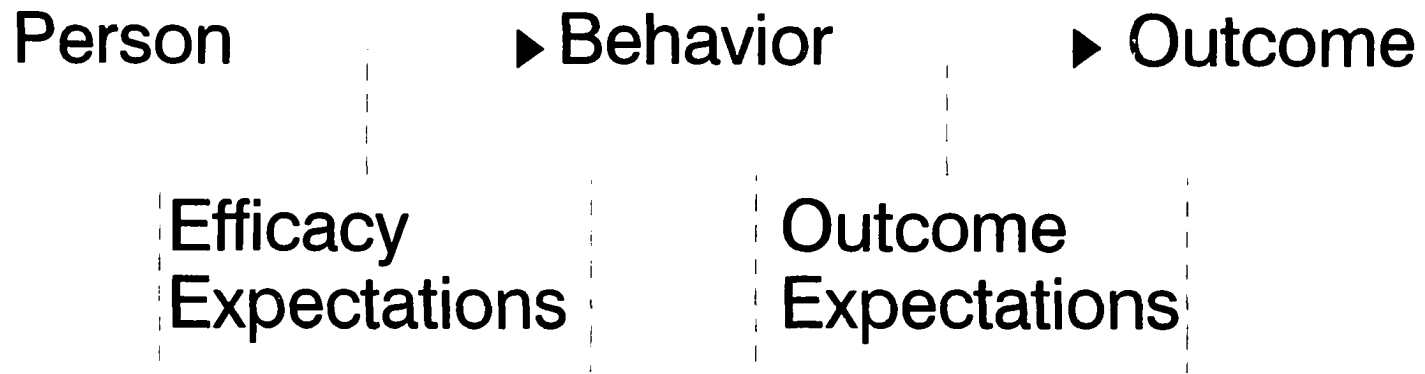 Person ▶ Behavior ▶ Outcome
Efficacy Outcome
Expectations Expectations